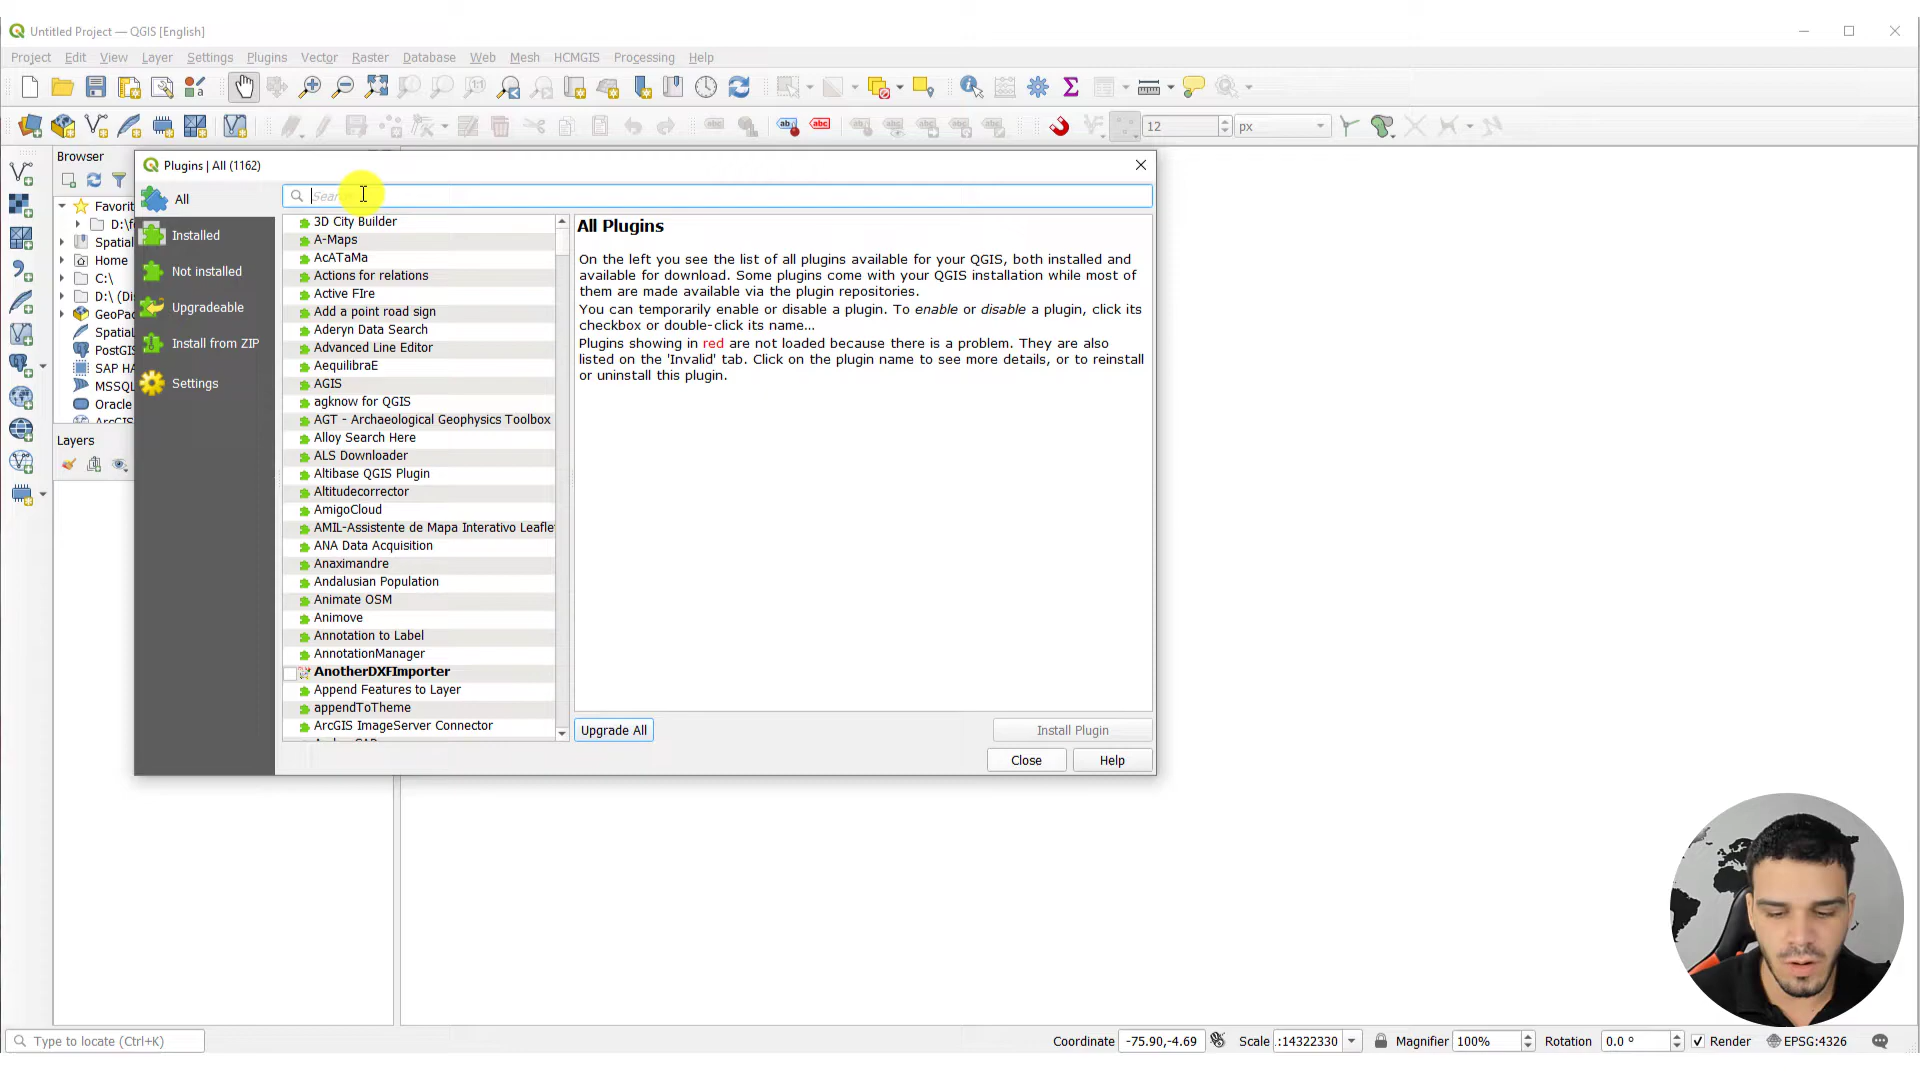 Untitled Project — QGIS [English]
Project Edit View Layer Settings Plugins Vector Raster Database Web Mesh HCMGIS Processing Help
12 px
Browser
Plugins | All (1162)
All
Search...
Installed
Not installed
Upgradeable
Install from ZIP
Settings
Favorit
D:\f
Spatial
Home
C:\
D:\ (Dis
GeoPac
SpatiaL
PostGIS
SAP HA
MSSQL
Oracle
ArcGIS
Layers
3D City Builder
A-Maps
AcATaMa
Actions for relations
Active FIre
Add a point road sign
Aderyn Data Search
Advanced Line Editor
AequilibraE
AGIS
agknow for QGIS
AGT - Archaeological Geophysics Toolbox
Alloy Search Here
ALS Downloader
Altibase QGIS Plugin
Altitudecorrector
AmigoCloud
AMIL-Assistente de Mapa Interativo Leafle
ANA Data Acquisition
Anaximandre
Andalusian Population
Animate OSM
Animove
Annotation to Label
AnnotationManager
AnotherDXFImporter
Append Features to Layer
appendToTheme
ArcGIS ImageServer Connector
All Plugins
On the left you see the list of all plugins available for your QGIS, both installed and
available for download. Some plugins come with your QGIS installation while most of
them are made available via the plugin repositories.
You can temporarily enable or disable a plugin. To enable or disable a plugin, click its
checkbox or double-click its name...
Plugins showing in red are not loaded because there is a problem. They are also
listed on the 'Invalid' tab. Click on the plugin name to see more details, or to reinstall
or uninstall this plugin.
Upgrade All Install Plugin
Close Help
Type to locate (Ctrl+K) Coordinate -75.90,-4.69 Scale :14322330 Magnifier 100% Rotation 0.0 ° Render EPSG:4326